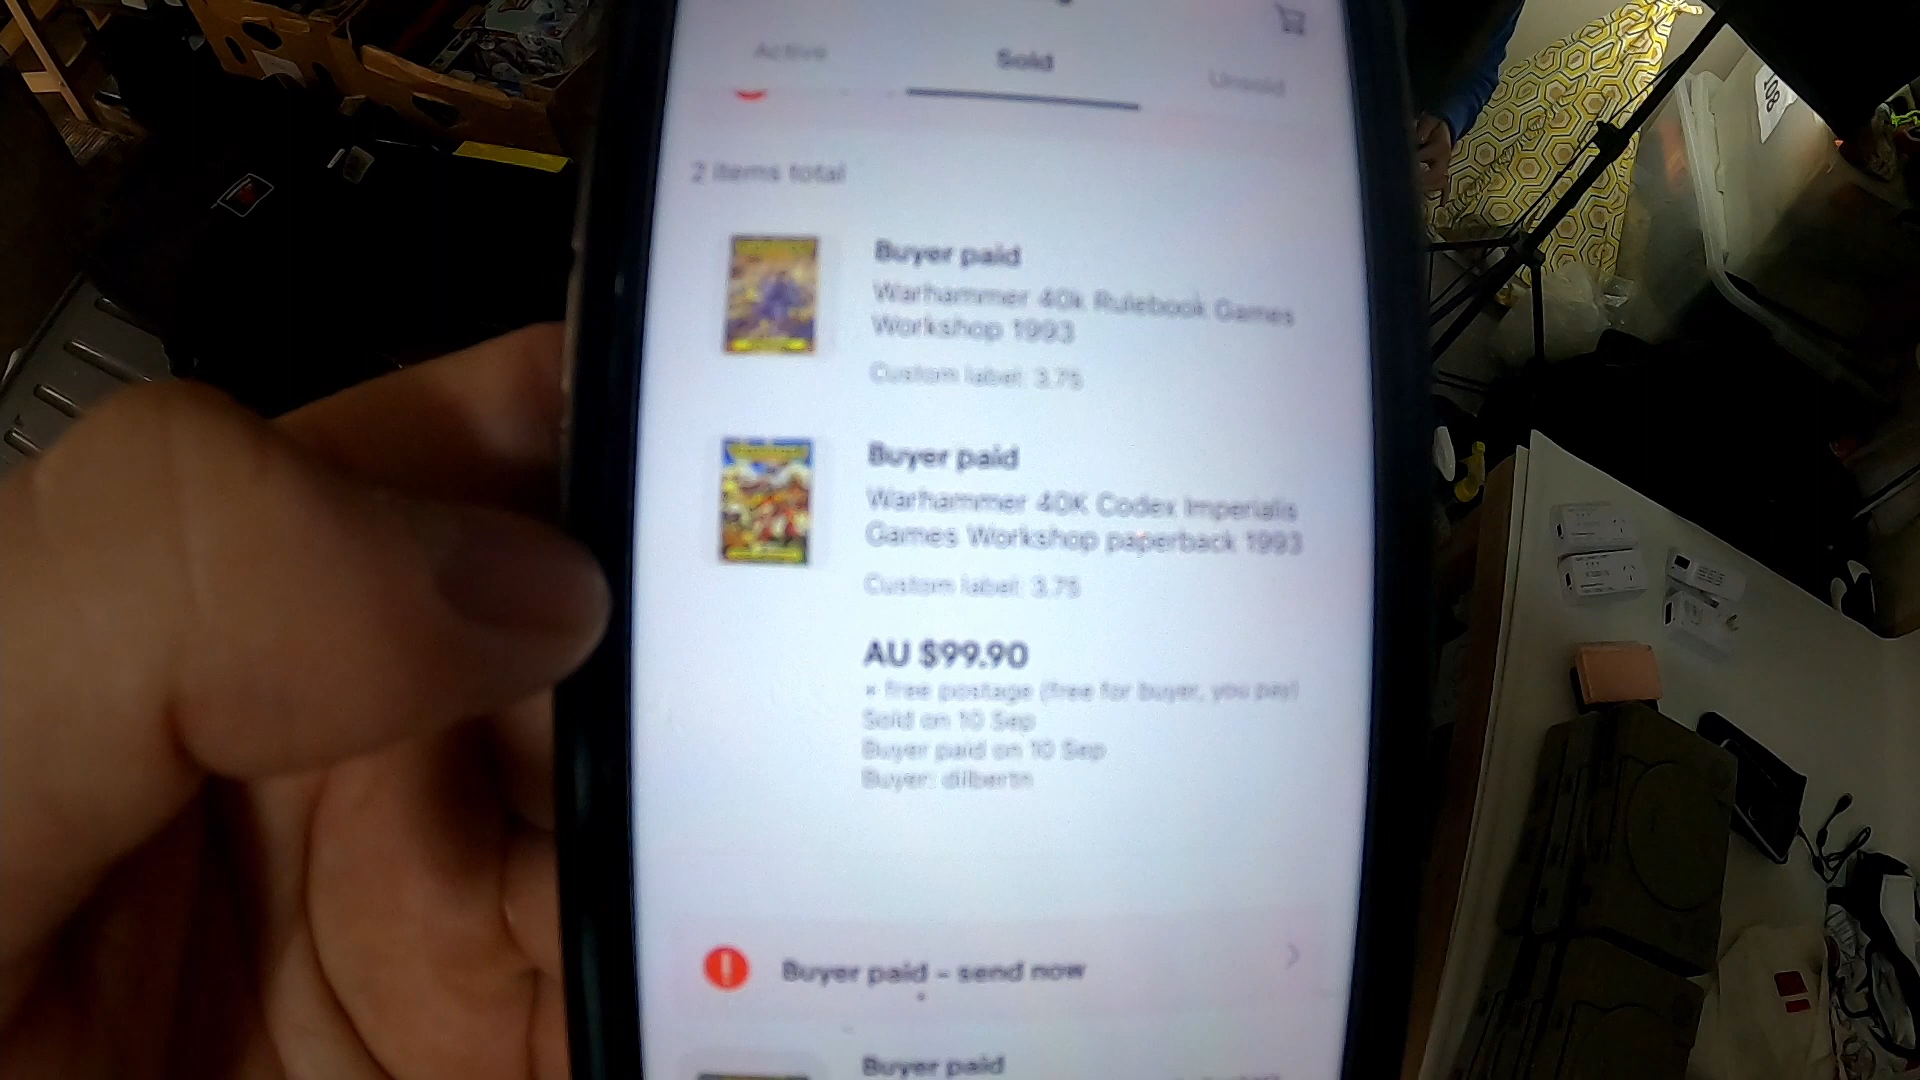 Active
Sold
Unsold
2 items total
Buyer paid
Warhammer 40k Rulebook Games
Workshop 1993
Custom label: 3.75
Buyer paid
Warhammer 40K Codex Imperialis
Games Workshop paperback 1993
Custom label: 3.75
AU $99.90
+ free postage (free for buyer, you pay)
Sold on 10 Sep
Buyer paid on 10 Sep
Buyer: dilbertn
Buyer paid – send now
Buyer paid
108